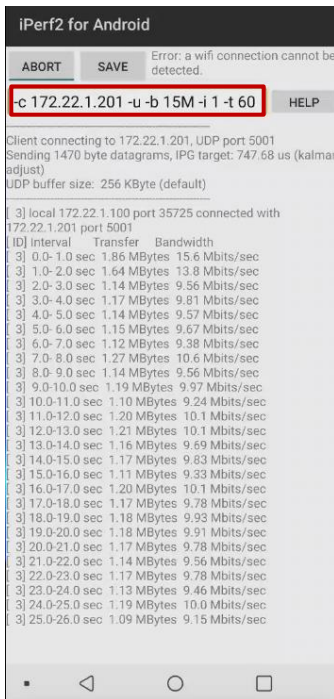 iPerf2 for Android
ABORT
SAVE
Error: a wifi connection cannot be
detected.
-c 172.22.1.201 -u -b 15M -i 1 -t 60
HELP
Client connecting to 172.22.1.201, UDP port 5001
Sending 1470 byte datagrams, IPG target: 747.68 us (kalman
adjust)
UDP buffer size: 256 KByte (default)
[ 3] local 172.22.1.100 port 35725 connected with
172.22.1.201 port 5001
[ ID] Interval Transfer Bandwidth
[ 3] 0.0- 1.0 sec 1.86 MBytes 15.6 Mbits/sec
[ 3] 1.0- 2.0 sec 1.64 MBytes 13.8 Mbits/sec
[ 3] 2.0- 3.0 sec 1.14 MBytes 9.56 Mbits/sec
[ 3] 3.0- 4.0 sec 1.17 MBytes 9.81 Mbits/sec
[ 3] 4.0- 5.0 sec 1.14 MBytes 9.57 Mbits/sec
[ 3] 5.0- 6.0 sec 1.15 MBytes 9.67 Mbits/sec
[ 3] 6.0- 7.0 sec 1.12 MBytes 9.38 Mbits/sec
[ 3] 7.0- 8.0 sec 1.27 MBytes 10.6 Mbits/sec
[ 3] 8.0- 9.0 sec 1.14 MBytes 9.56 Mbits/sec
[ 3] 9.0-10.0 sec 1.19 MBytes 9.97 Mbits/sec
[ 3] 10.0-11.0 sec 1.10 MBytes 9.24 Mbits/sec
[ 3] 11.0-12.0 sec 1.20 MBytes 10.1 Mbits/sec
[ 3] 12.0-13.0 sec 1.21 MBytes 10.1 Mbits/sec
[ 3] 13.0-14.0 sec 1.16 MBytes 9.69 Mbits/sec
[ 3] 14.0-15.0 sec 1.17 MBytes 9.83 Mbits/sec
[ 3] 15.0-16.0 sec 1.11 MBytes 9.33 Mbits/sec
[ 3] 16.0-17.0 sec 1.20 MBytes 10.1 Mbits/sec
[ 3] 17.0-18.0 sec 1.17 MBytes 9.78 Mbits/sec
[ 3] 18.0-19.0 sec 1.18 MBytes 9.93 Mbits/sec
[ 3] 19.0-20.0 sec 1.18 MBytes 9.91 Mbits/sec
[ 3] 20.0-21.0 sec 1.17 MBytes 9.78 Mbits/sec
[ 3] 21.0-22.0 sec 1.14 MBytes 9.56 Mbits/sec
[ 3] 22.0-23.0 sec 1.17 MBytes 9.78 Mbits/sec
[ 3] 23.0-24.0 sec 1.13 MBytes 9.46 Mbits/sec
[ 3] 24.0-25.0 sec 1.19 MBytes 10.0 Mbits/sec
[ 3] 25.0-26.0 sec 1.09 MBytes 9.15 Mbits/sec